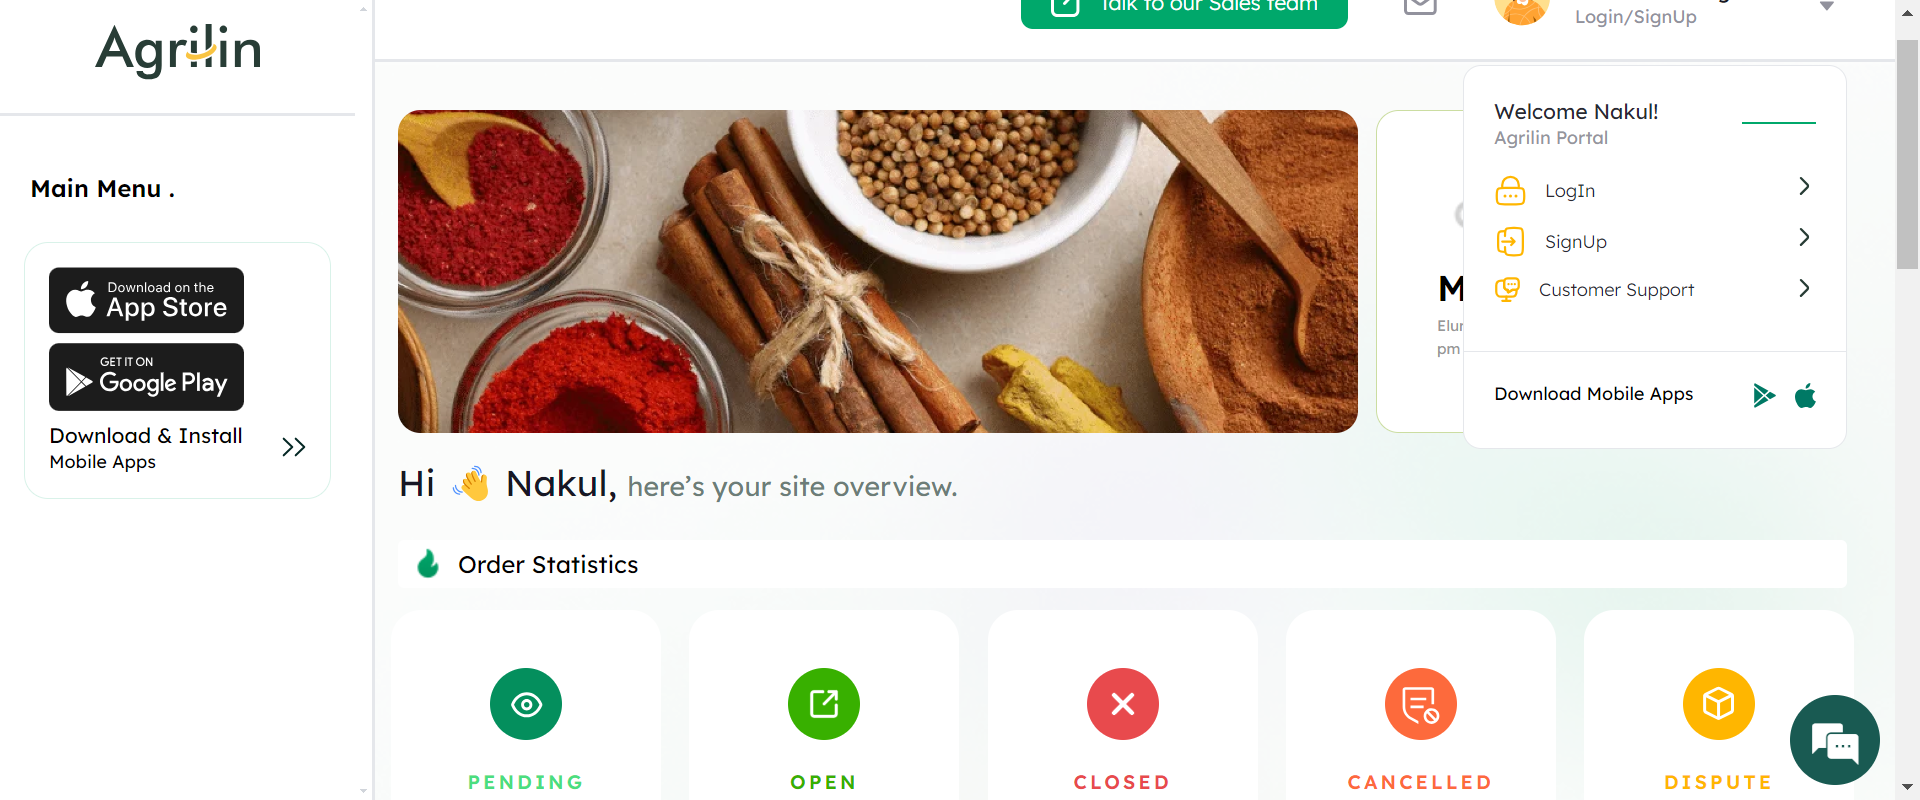 Agrilin
Main Menu .
Download on the
App Store
GET IT ON
Google Play
Download & Install
Mobile Apps
Talk to our Sales team
Login/SignUp
Welcome Nakul!
Agrilin Portal
LogIn
SignUp
Customer Support
Download Mobile Apps
M
Elur
pm
Hi 👋 Nakul, here’s your site overview.
Order Statistics
PENDING
OPEN
CLOSED
CANCELLED
DISPUTE